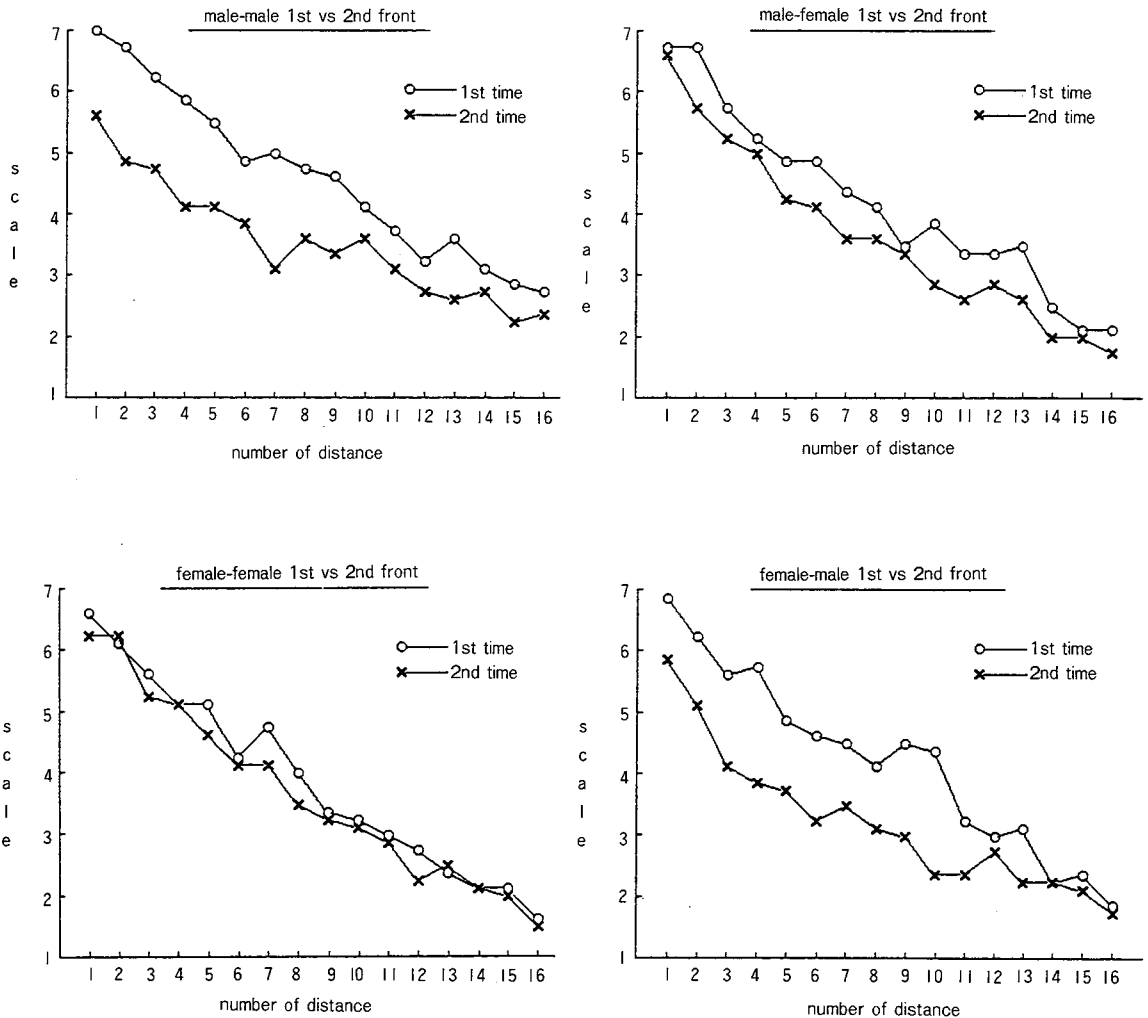 male-male 1st vs 2nd front
7
6
5
4
3
2
1
scale
1st time
2nd time
1 2 3 4 5 6 7 8 9 10 11 12 13 14 15 16
number of distance
male-female 1st vs 2nd front
7
6
5
4
3
2
1
scale
1st time
2nd time
1 2 3 4 5 6 7 8 9 10 11 12 13 14 15 16
number of distance
female-female 1st vs 2nd front
7
6
5
4
3
2
1
scale
1st time
2nd time
1 2 3 4 5 6 7 8 9 10 11 12 13 14 15 16
number of distance
female-male 1st vs 2nd front
7
6
5
4
3
2
1
scale
1st time
2nd time
1 2 3 4 5 6 7 8 9 10 11 12 13 14 15 16
number of distance